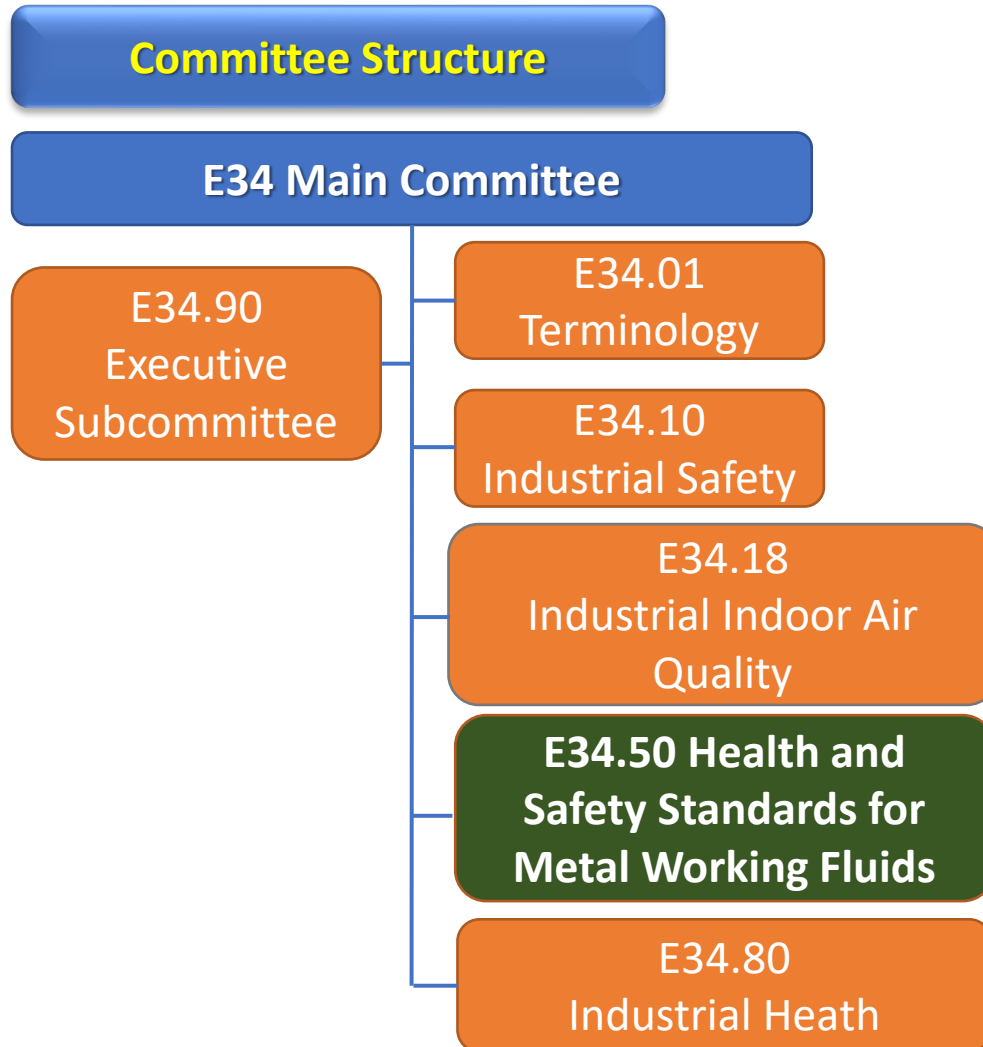 Committee Structure
E34 Main Committee
E34.90
Executive
Subcommittee
E34.01
Terminology
E34.10
Industrial Safety
E34.18
Industrial Indoor Air
Quality
E34.50 Health and
Safety Standards for
Metal Working Fluids
E34.80
Industrial Heath